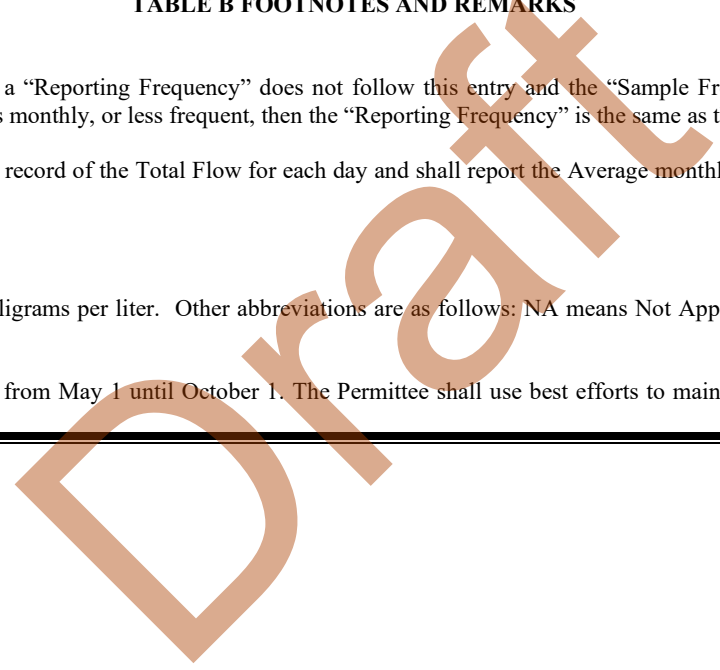 TABLE B FOOTNOTES AND REMARKS
a “Reporting Frequency” does not follow this entry and the “Sample Fr
s monthly, or less frequent, then the “Reporting Frequency” is the same as t
record of the Total Flow for each day and shall report the Average monthl
ligrams per liter. Other abbreviations are as follows: NA means Not App
from May 1 until October 1. The Permittee shall use best efforts to main
Draft